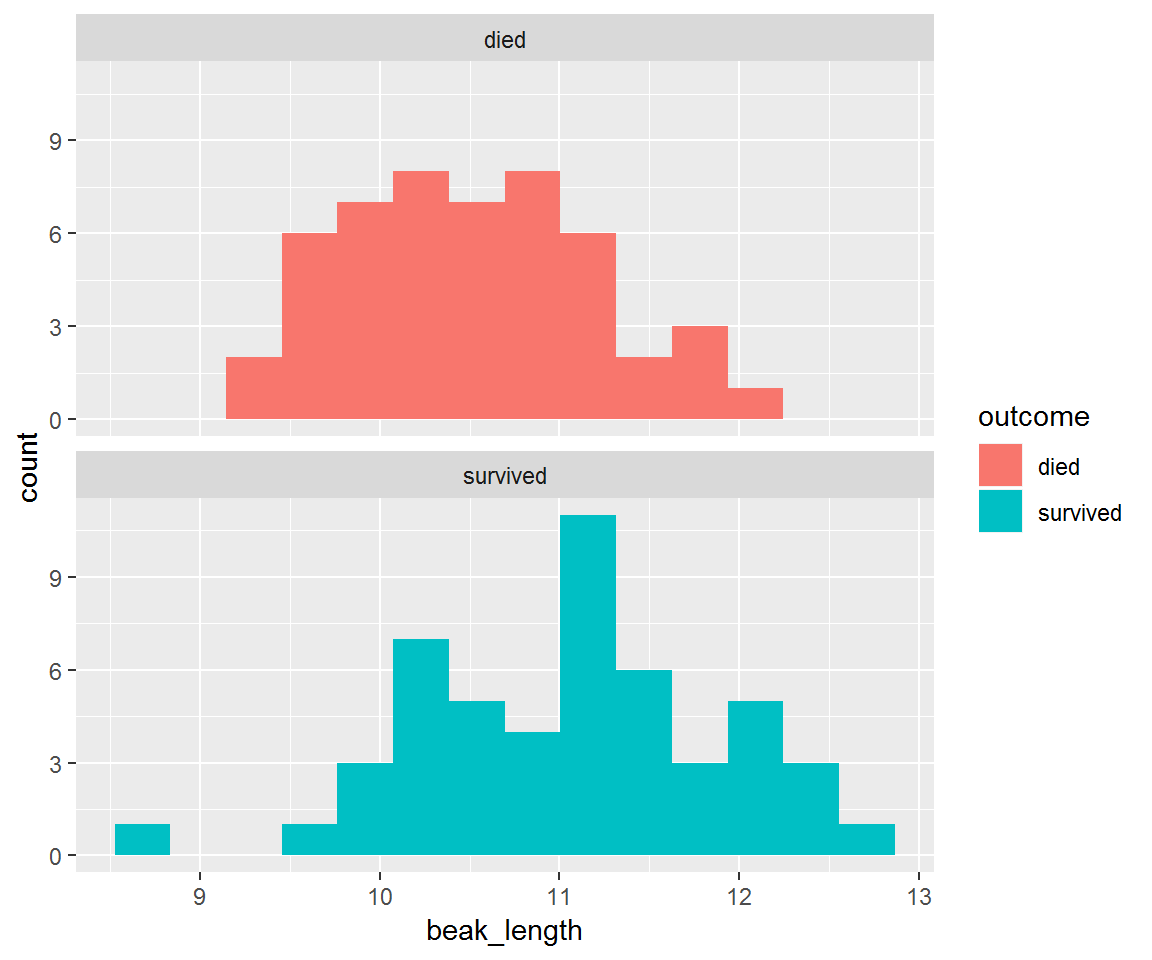 died
9
6
3
0
count
survived
9
6
3
0
9 10 11 12 13
beak_length
outcome
died
survived